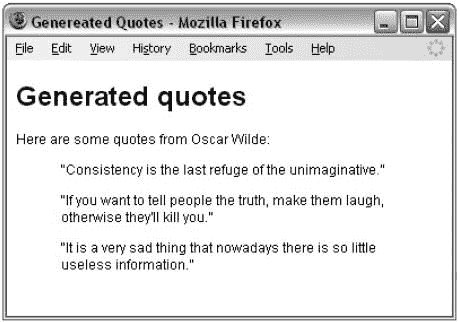 Genereated Quotes - Mozilla Firefox
File Edit View History Bookmarks Tools Help
Generated quotes
Here are some quotes from Oscar Wilde:
"Consistency is the last refuge of the unimaginative."
"If you want to tell people the truth, make them laugh,
otherwise they'll kill you."
"It is a very sad thing that nowadays there is so little
useless information."